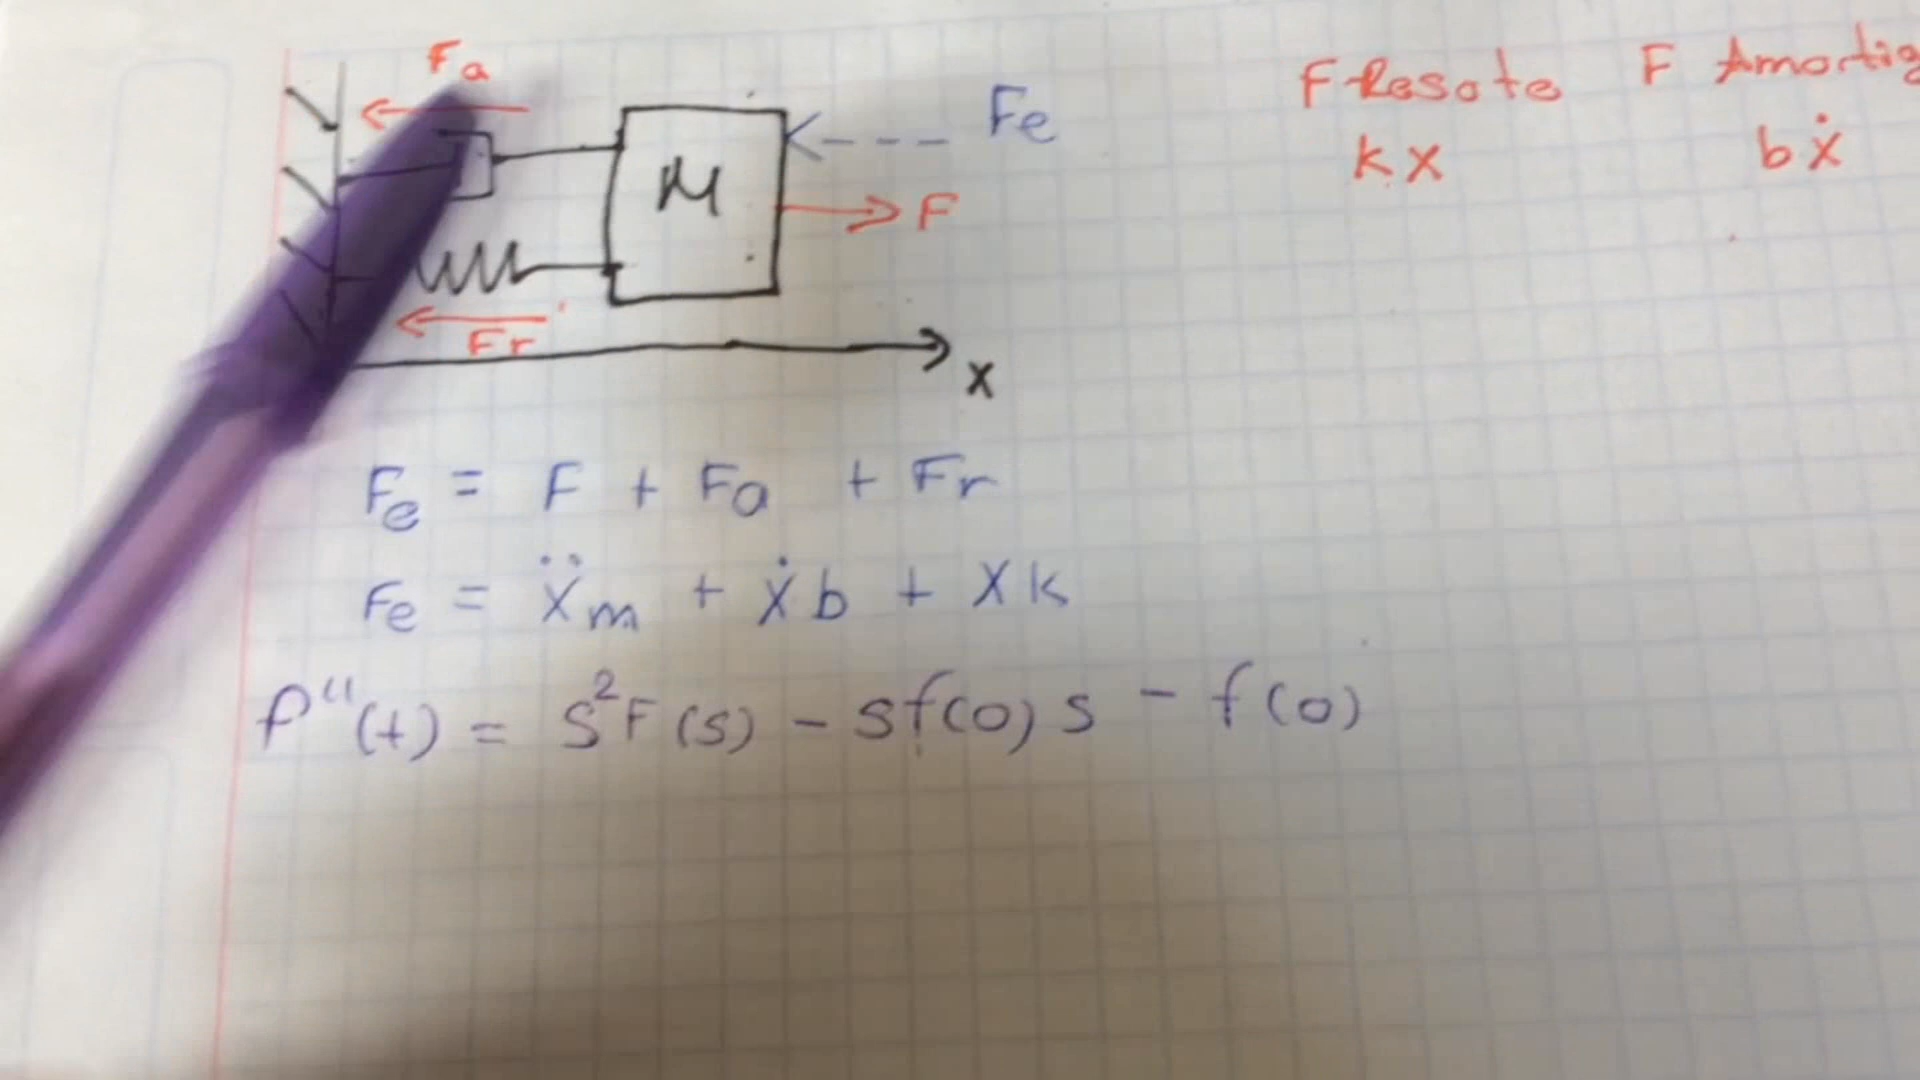 Fa
Fe
F Resote F Amortig
M
kx bẋ
F
Fr
x
Fe = F + Fa + Fr
Fe = ẍm + ẋb + xk
f"(t) = S²F(s) - sf(0)s - f(0)